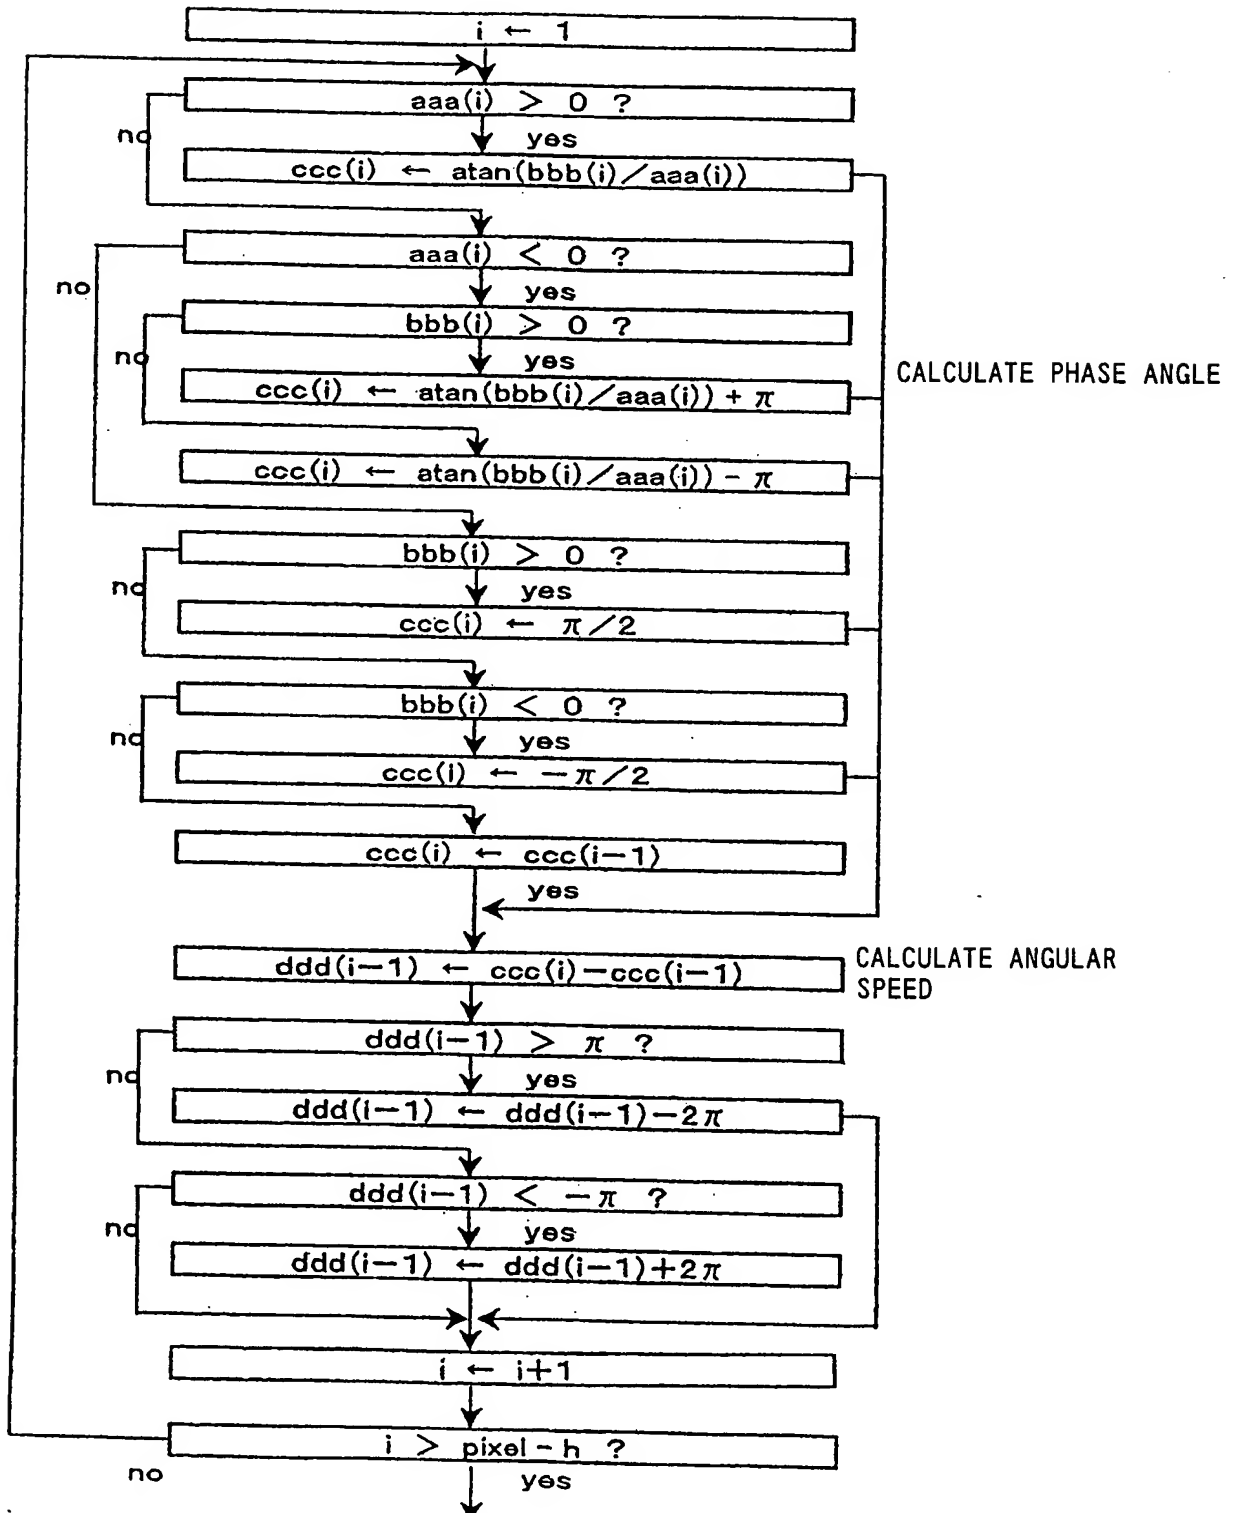 i ← 1
aaa(i) > 0 ?
no
yes
ccc(i) ← atan(bbb(i)/aaa(i))
aaa(i) < 0 ?
no
yes
bbb(i) > 0 ?
no
yes
CALCULATE PHASE ANGLE
ccc(i) ← atan(bbb(i)/aaa(i)) + π
ccc(i) ← atan(bbb(i)/aaa(i)) - π
bbb(i) > 0 ?
no
yes
ccc(i) ← π/2
bbb(i) < 0 ?
no
yes
ccc(i) ← -π/2
ccc(i) ← ccc(i-1)
yes
ddd(i-1) ← ccc(i)-ccc(i-1)
CALCULATE ANGULAR
SPEED
ddd(i-1) > π ?
no
yes
ddd(i-1) ← ddd(i-1)-2π
ddd(i-1) < -π ?
no
yes
ddd(i-1) ← ddd(i-1)+2π
i ← i+1
i > pixel-h ?
no
yes